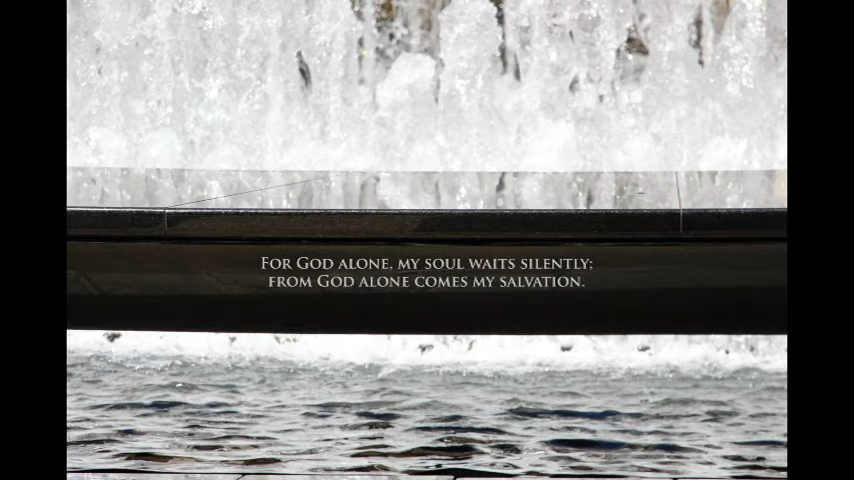 For God alone, my soul waits silently;
from God alone comes my salvation.